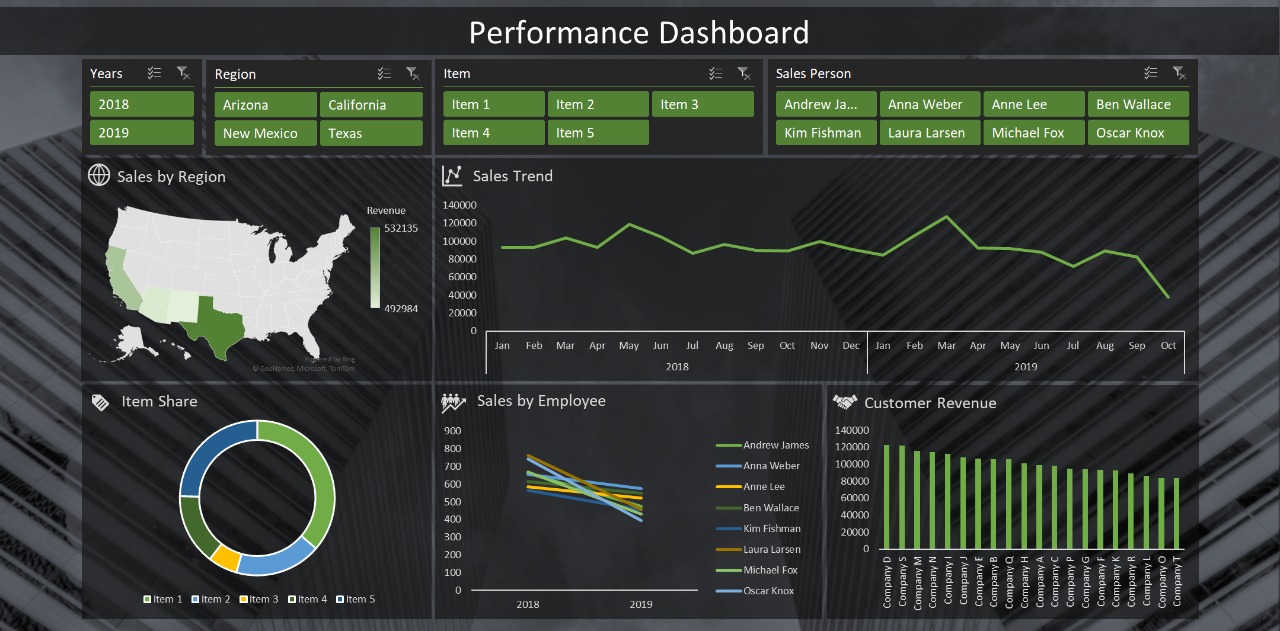 Performance Dashboard
Years
2018
2019
Region
Arizona California
New Mexico Texas
Item
Item 1 Item 2 Item 3
Item 4 Item 5
Sales Person
Andrew Ja... Anna Weber Anne Lee Ben Wallace
Kim Fishman Laura Larsen Michael Fox Oscar Knox
Sales by Region
Revenue
532135
492984
Powered by Bing
© GeoNames, Microsoft, TomTom
Sales Trend
140000
120000
100000
80000
60000
40000
20000
0
Jan Feb Mar Apr May Jun Jul Aug Sep Oct Nov Dec Jan Feb Mar Apr May Jun Jul Aug Sep Oct
2018 2019
Item Share
Item 1 Item 2 Item 3 Item 4 Item 5
Sales by Employee
900
800
700
600
500
400
300
200
100
0
2018 2019
Andrew James
Anna Weber
Anne Lee
Ben Wallace
Kim Fishman
Laura Larsen
Michael Fox
Oscar Knox
Customer Revenue
140000
120000
100000
80000
60000
40000
20000
0
Company D
Company S
Company M
Company N
Company I
Company J
Company E
Company B
Company Q
Company H
Company A
Company C
Company P
Company G
Company F
Company K
Company R
Company L
Company O
Company T